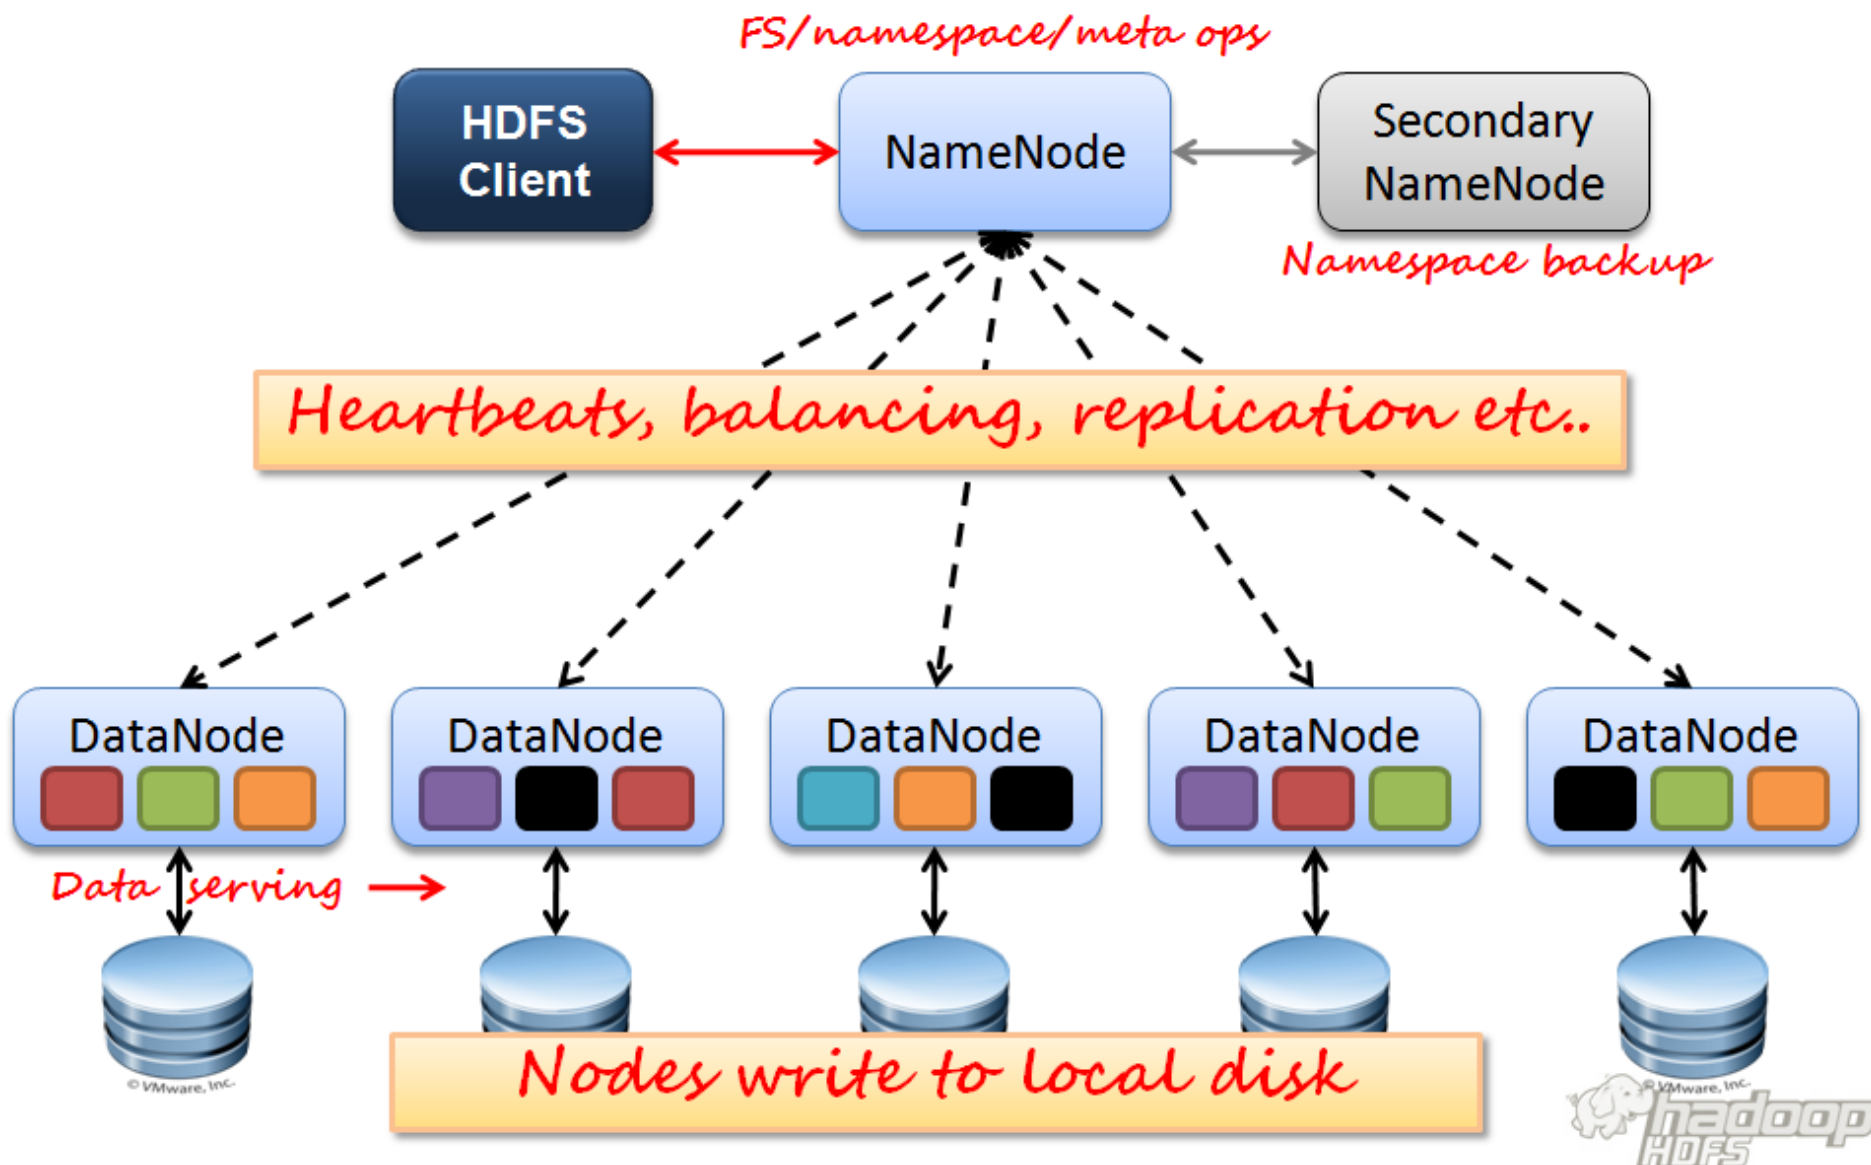 FS/namespace/meta ops
HDFS
Client
NameNode
Secondary
NameNode
Namespace backup
Heartbeats, balancing, replication etc..
DataNode
DataNode
DataNode
DataNode
DataNode
Data serving
© VMware, Inc.
© VMware, Inc.
Nodes write to local disk
hadoop
HDFS